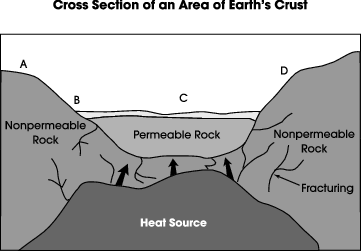 Cross Section of an Area of Earth's Crust
A
B
C
D
Nonpermeable
Rock
Permeable Rock
Nonpermeable
Rock
Fracturing
Heat Source